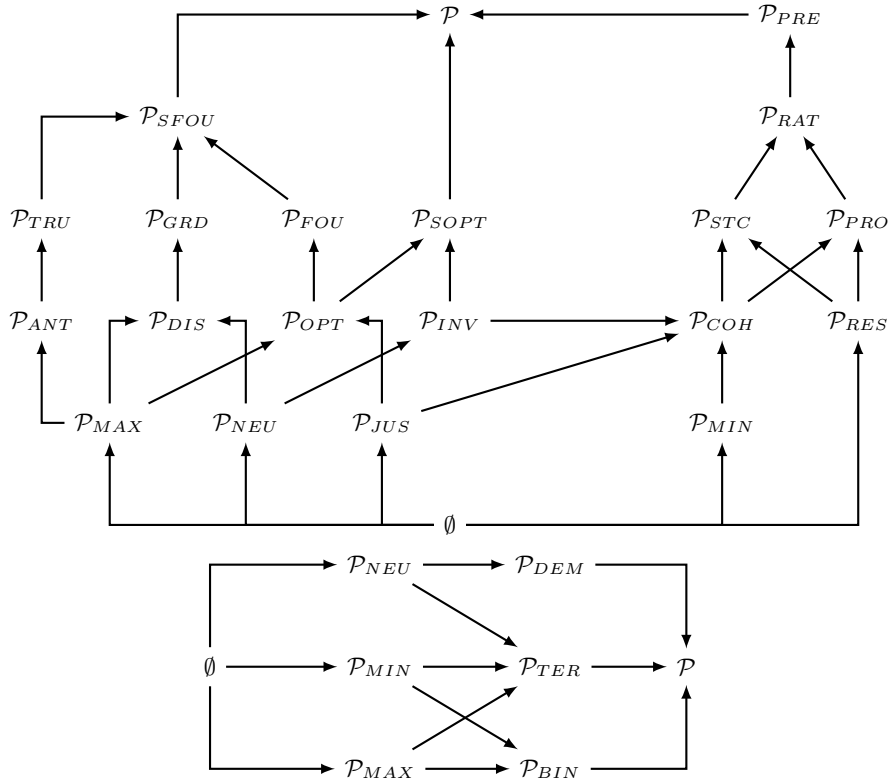 𝒫 𝒫_PRE
𝒫_SFOU 𝒫_RAT
𝒫_TRU 𝒫_GRD 𝒫_FOU 𝒫_SOPT 𝒫_STC 𝒫_PRO
𝒫_ANT 𝒫_DIS 𝒫_OPT 𝒫_INV 𝒫_COH 𝒫_RES
𝒫_MAX 𝒫_NEU 𝒫_JUS 𝒫_MIN
∅
𝒫_NEU 𝒫_DEM
∅ 𝒫_MIN 𝒫_TER 𝒫
𝒫_MAX 𝒫_BIN